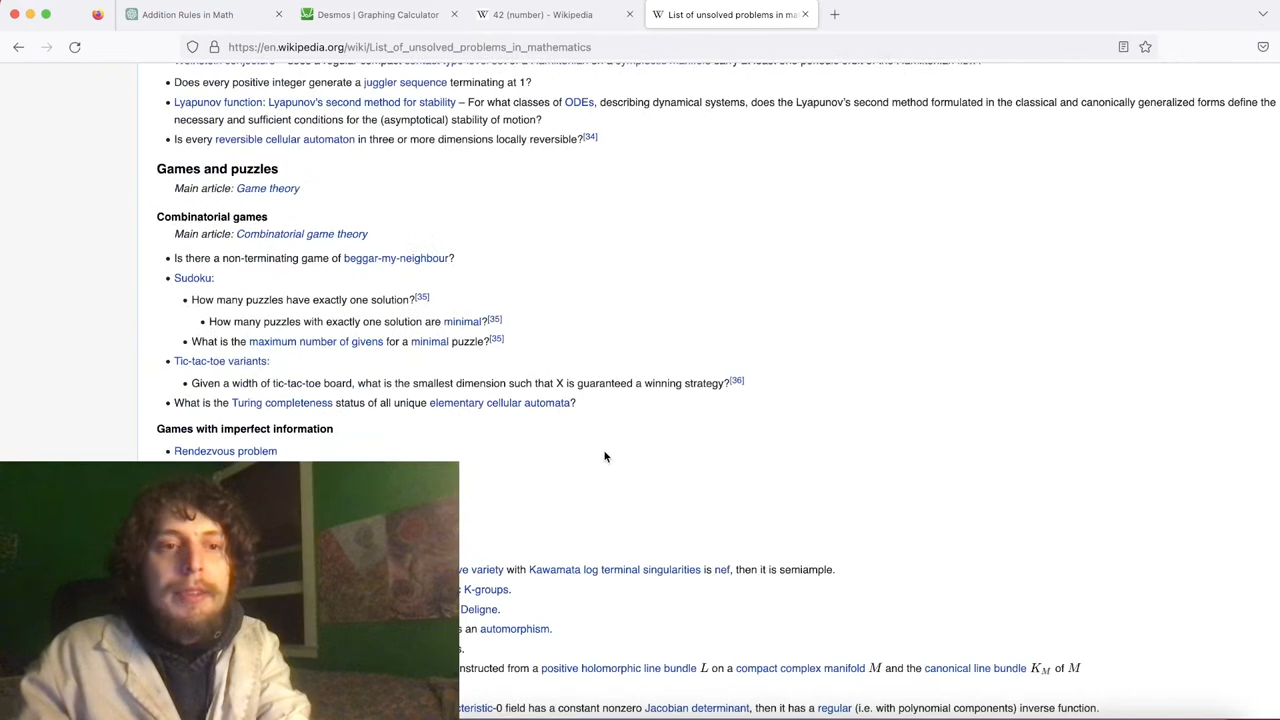 Addition Rules in Math
Desmos | Graphing Calculator
42 (number) - Wikipedia
List of unsolved problems in ma
https://en.wikipedia.org/wiki/List_of_unsolved_problems_in_mathematics
• Does every positive integer generate a juggler sequence terminating at 1?
• Lyapunov function: Lyapunov's second method for stability – For what classes of ODEs, describing dynamical systems, does the Lyapunov's second method formulated in the classical and canonically generalized forms define the
necessary and sufficient conditions for the (asymptotical) stability of motion?
• Is every reversible cellular automaton in three or more dimensions locally reversible?[34]
Games and puzzles
Main article: Game theory
Combinatorial games
Main article: Combinatorial game theory
• Is there a non-terminating game of beggar-my-neighbour?
• Sudoku:
• How many puzzles have exactly one solution?[35]
• How many puzzles with exactly one solution are minimal?[35]
• What is the maximum number of givens for a minimal puzzle?[35]
• Tic-tac-toe variants:
• Given a width of tic-tac-toe board, what is the smallest dimension such that X is guaranteed a winning strategy?[36]
• What is the Turing completeness status of all unique elementary cellular automata?
Games with imperfect information
• Rendezvous problem
ve variety with Kawamata log terminal singularities is nef, then it is semiample.
K-groups.
Deligne.
s an automorphism.
s.
nstructed from a positive holomorphic line bundle L on a compact complex manifold M and the canonical line bundle K_M of M
cteristic-0 field has a constant nonzero Jacobian determinant, then it has a regular (i.e. with polynomial components) inverse function.